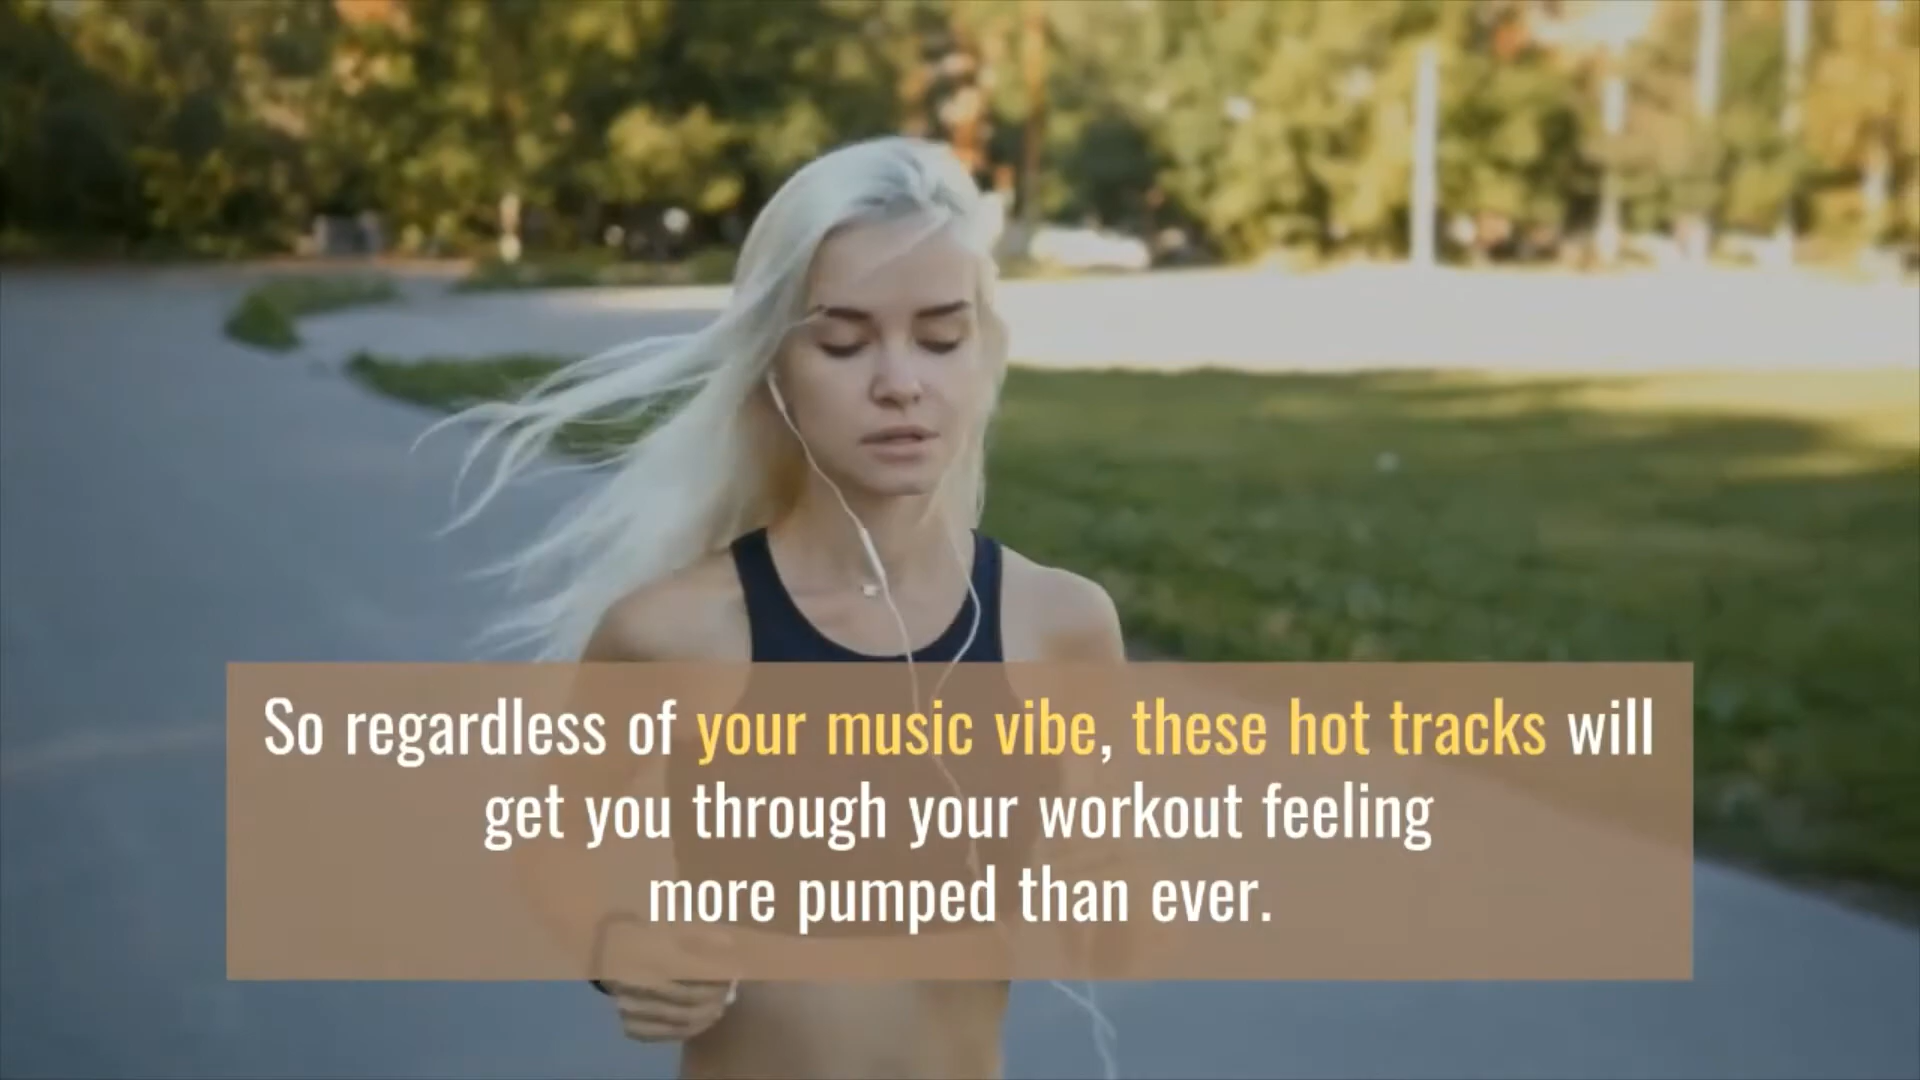 So regardless of your music vibe, these hot tracks will
get you through your workout feeling
more pumped than ever.